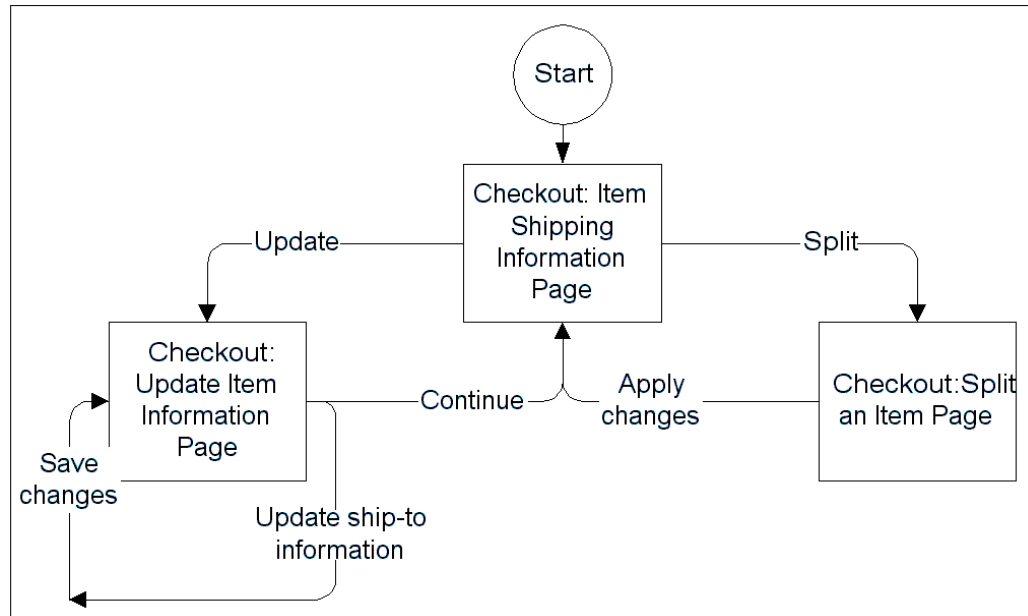 Start
Checkout: Item
Shipping
Information
Page
Update
Split
Checkout:
Update Item
Information
Page
Continue
Apply
changes
Checkout:Split
an Item Page
Save
changes
Update ship-to
information